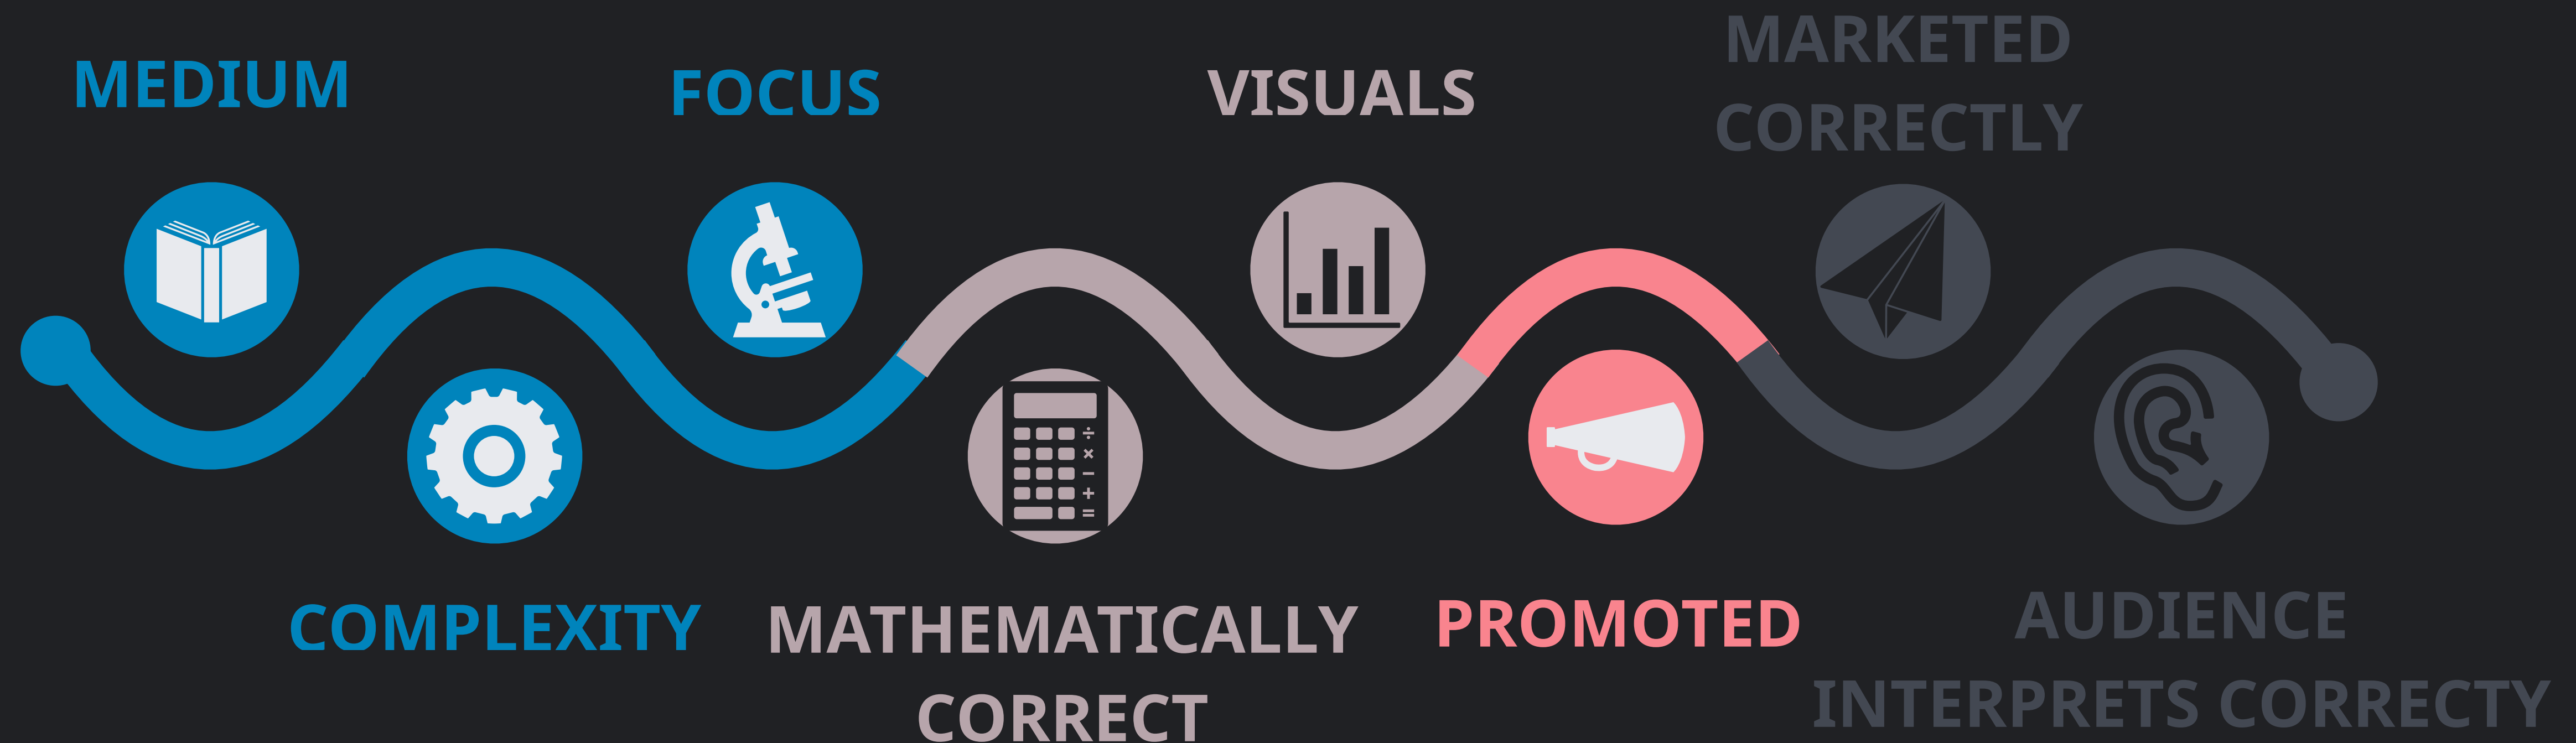 MEDIUM
COMPLEXITY
FOCUS
MATHEMATICALLY
CORRECT
VISUALS
PROMOTED
MARKETED
CORRECTLY
AUDIENCE
INTERPRETS CORRECTY
÷
×
−
+
=